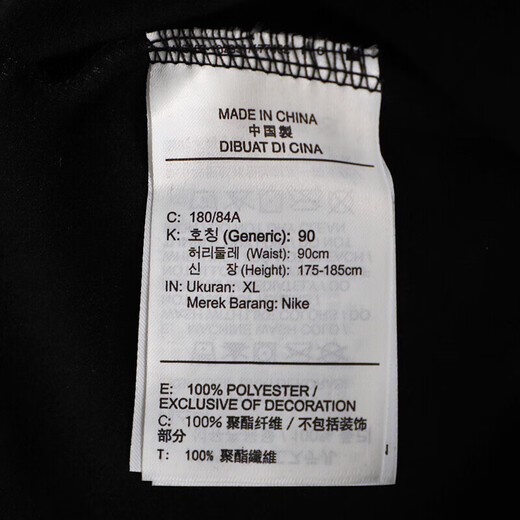 MADE IN CHINA
中国製
DIBUAT DI CINA
C: 180/84A
K: 호칭 (Generic): 90
허리둘레 (Waist): 90cm
신 장 (Height): 175-185cm
IN: Ukuran: XL
Merek Barang: Nike
E: 100% POLYESTER /
EXCLUSIVE OF DECORATION
C: 100% 聚酯纤维 / 不包括装饰
部分
T: 100% 聚酯纖維